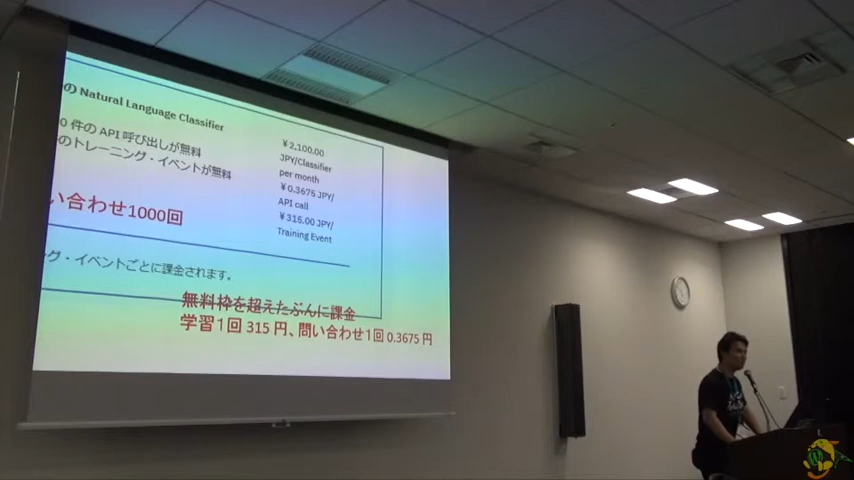 の Natural Language Classifier
0 件の API 呼び出しが無料
のトレーニング・イベントが無料
¥2,100.00
JPY/Classifier
per month
¥0.3675 JPY/
API call
¥315.00 JPY/
Training Event
い合わせ1000回
グ・イベントごとに課金されます。
無料枠を超えたぶんに課金
学習1回 315 円、問い合わせ1回 0.3675 円